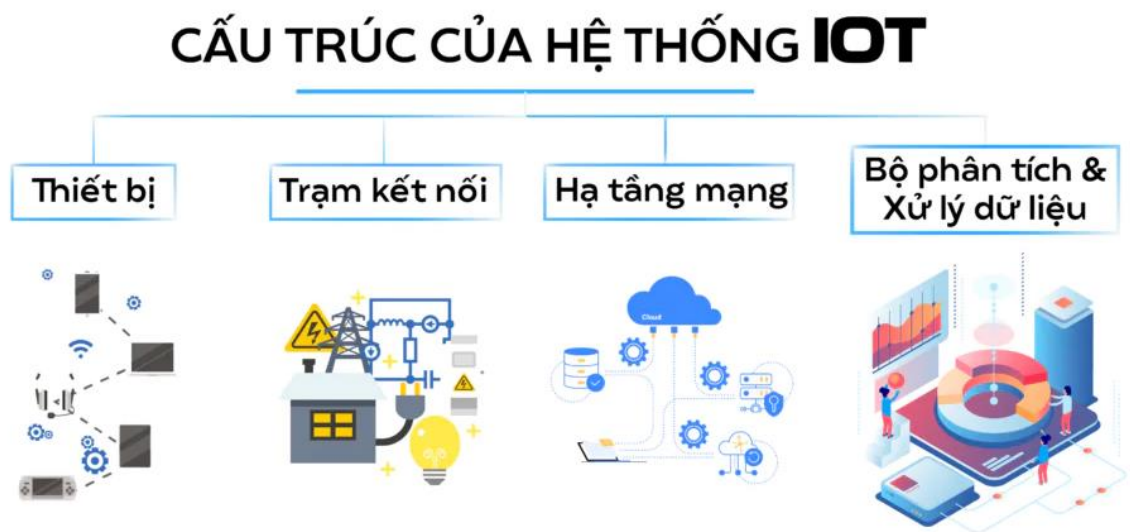 CẤU TRÚC CỦA HỆ THỐNG IOT
Thiết bị
Trạm kết nối
Hạ tầng mạng
Bộ phân tích &
Xử lý dữ liệu
Cloud